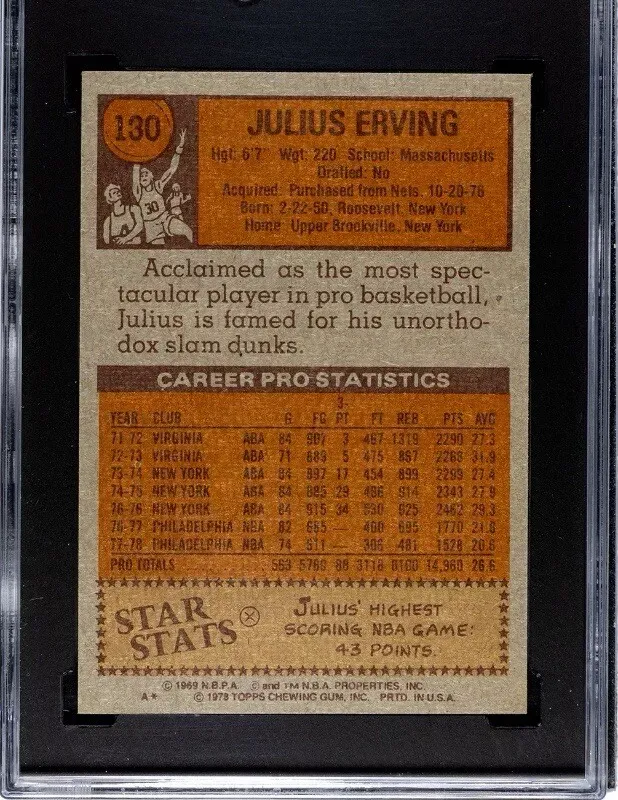 130
JULIUS ERVING
Hgt: 6'7" Wgt: 220 School: Massachusetts
Drafted: No
Acquired: Purchased from Nets, 10-20-76
Born: 2-22-50, Roosevelt, New York
Home: Upper Brookville, New York
30
Acclaimed as the most spec-
tacular player in pro basketball,
Julius is famed for his unortho-
dox slam dunks.
CAREER PRO STATISTICS
3-
YEAR CLUB G FG PT FT REB PTS AVG
71-72 VIRGINIA ABA 84 907 3 467 1319 2290 27.3
72-73 VIRGINIA ABA 71 889 5 475 867 2268 31.9
73-74 NEW YORK ABA 84 897 17 454 899 2299 27.4
74-75 NEW YORK ABA 84 885 29 486 914 2343 27.9
75-76 NEW YORK ABA 84 915 34 530 925 2462 29.3
76-77 PHILADELPHIA NBA 82 685 — 400 695 1770 21.6
77-78 PHILADELPHIA NBA 74 611 — 306 481 1528 20.6
PRO TOTALS 563 88 3118 6100 14,960 26.6
STAR
STATS
JULIUS' HIGHEST
SCORING NBA GAME:
43 POINTS.
© 1969 N.B.P.A. © and TM N.B.A. PROPERTIES, INC.
A* © 1978 TOPPS CHEWING GUM, INC. PRTD. IN U.S.A.